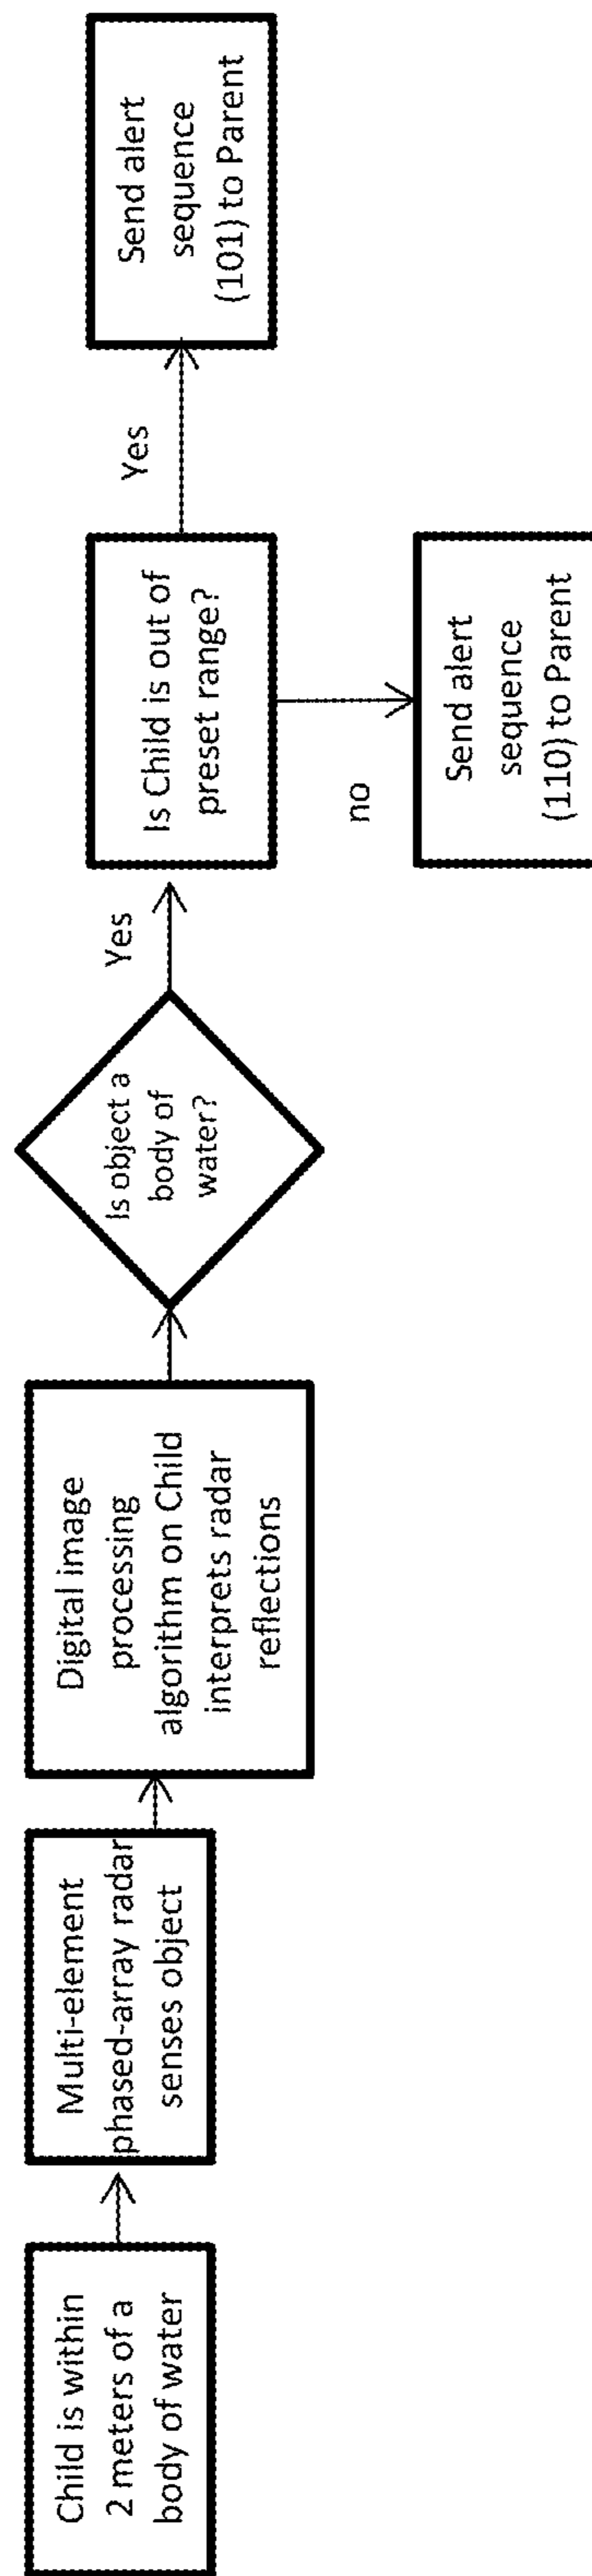 Child is within
2 meters of a
body of water
Multi-element
phased-array radar
senses object
Digital image
processing
algorithm on Child
interprets radar
reflections
Is object a
body of
water?
Yes
Is Child is out of
preset range?
Yes
Send alert
sequence
(101) to Parent
no
Send alert
sequence
(110) to Parent